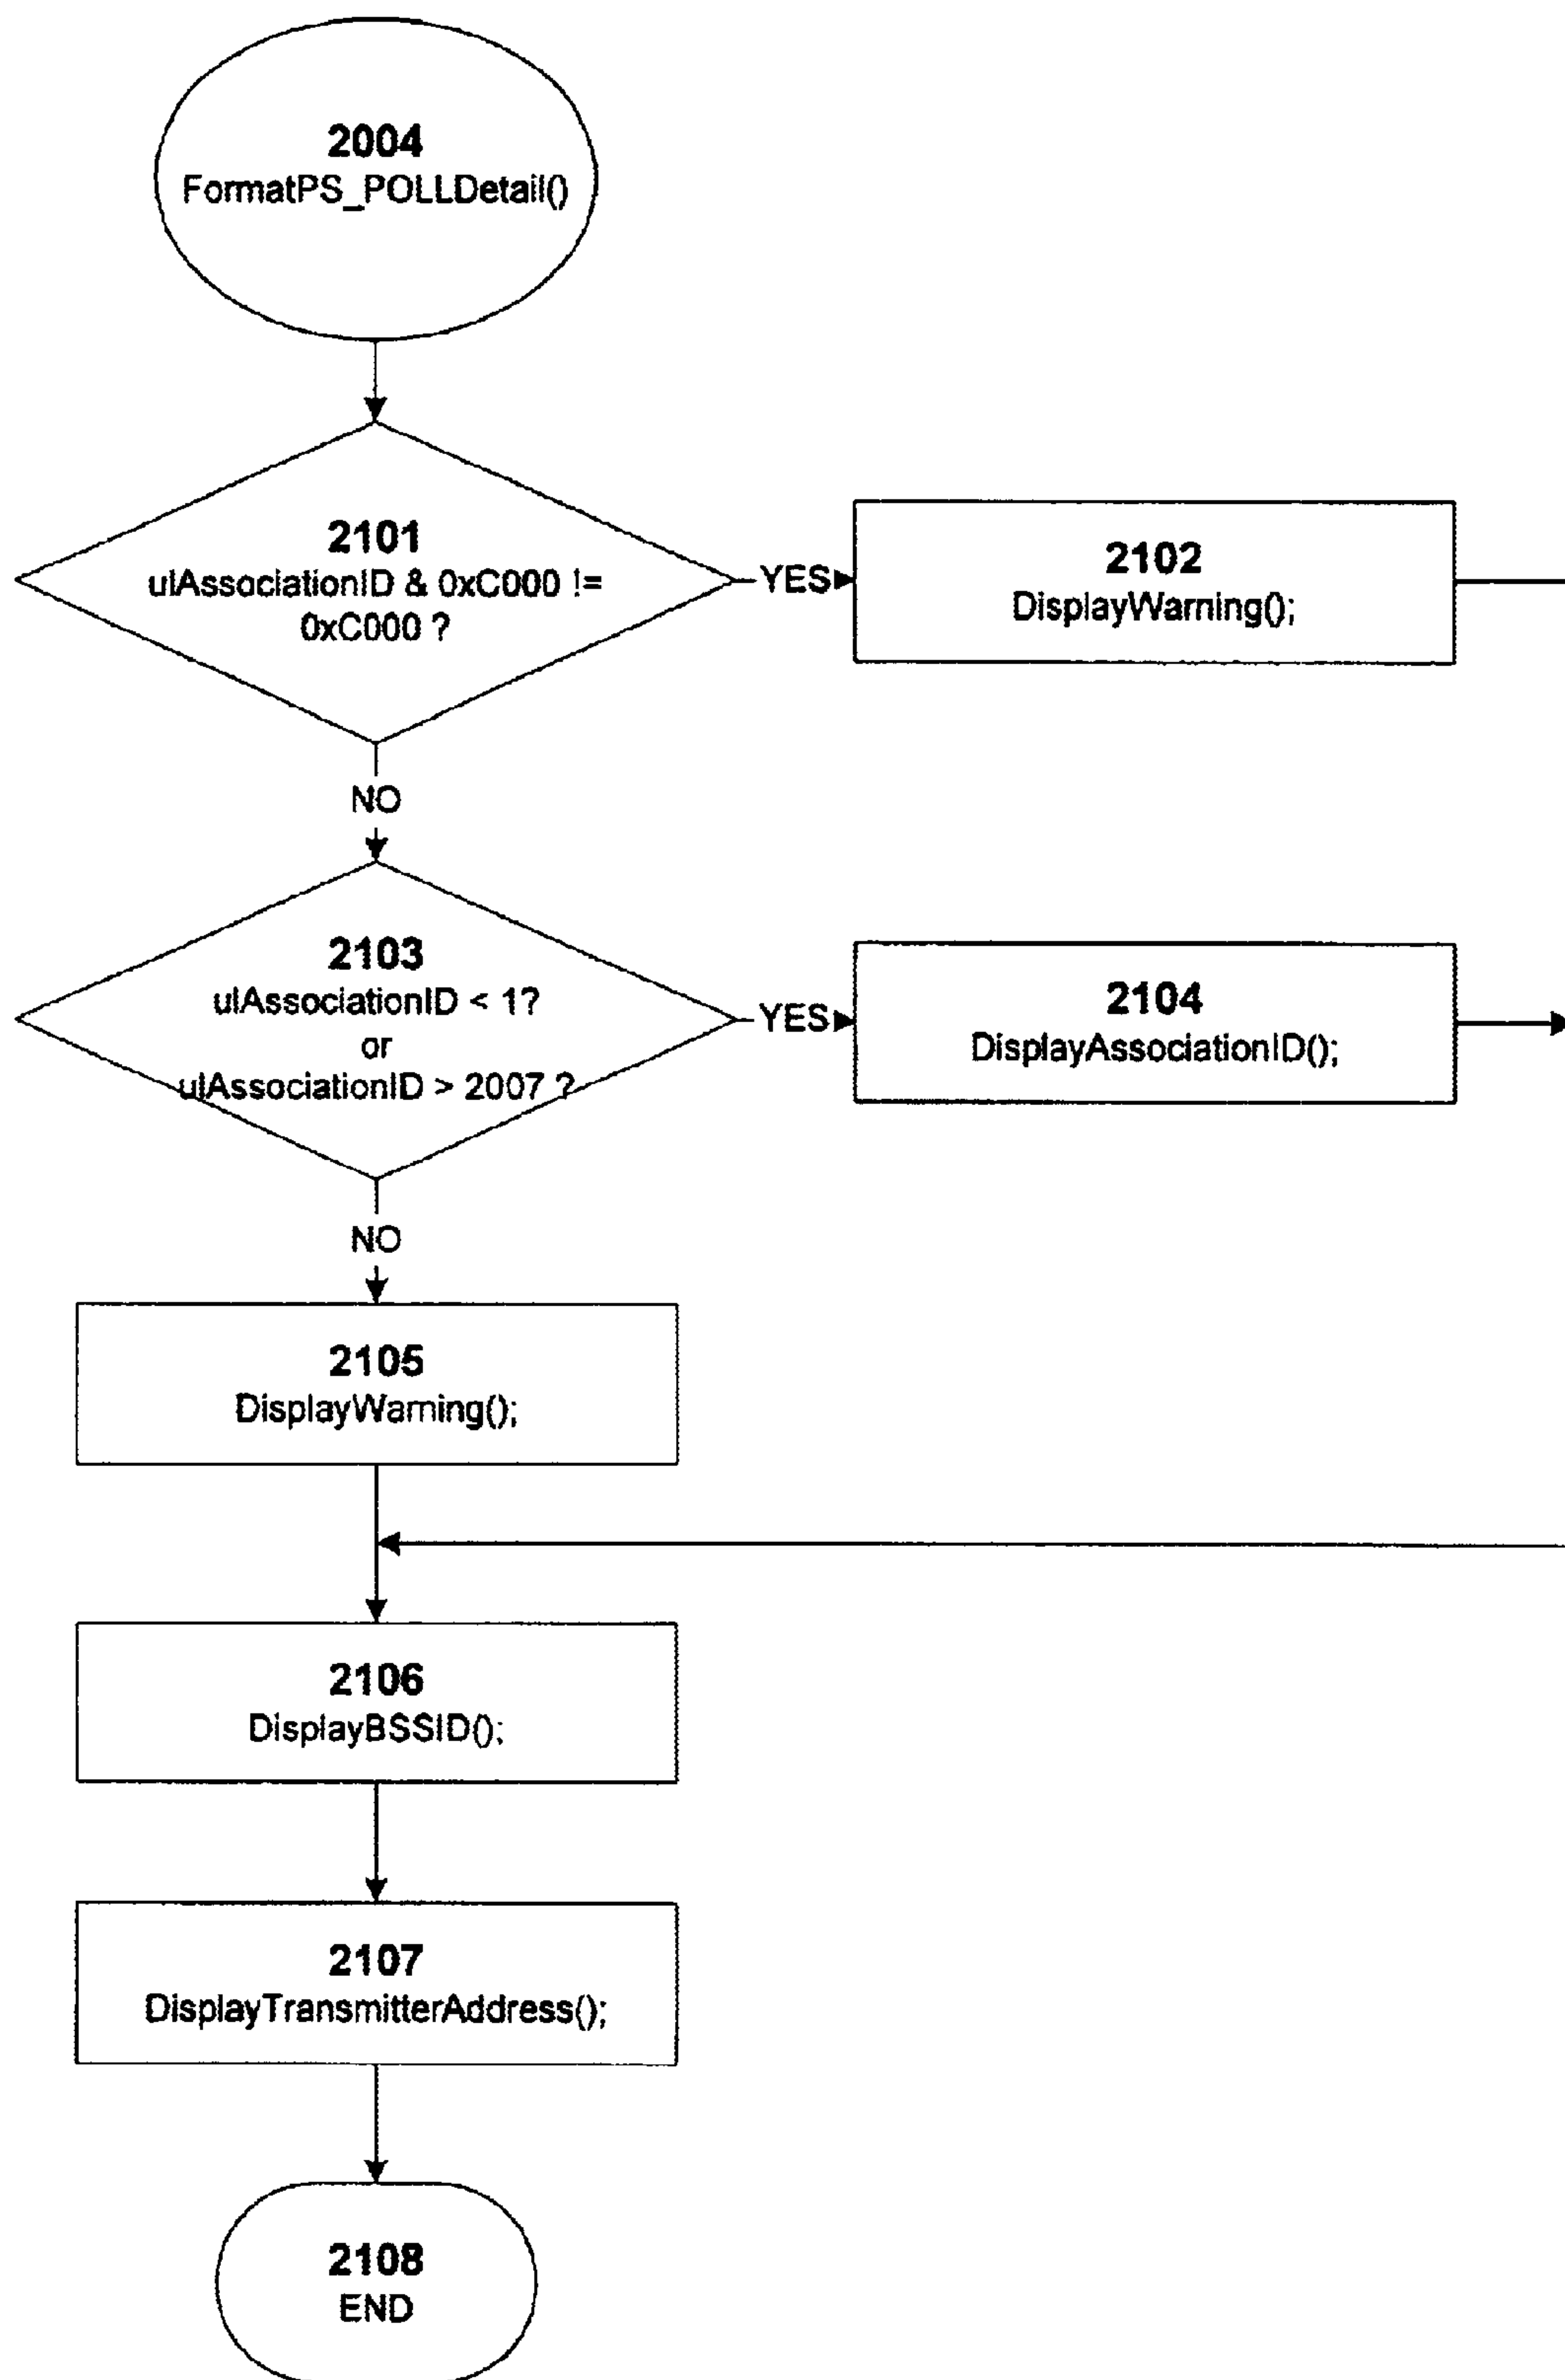 2004
FormatPS_POLLDetail()
2101
ulAssociationID & 0xC000 !=
0xC000 ?
YES
2102
DisplayWarning();
NO
2103
ulAssociationID < 1?
or
ulAssociationID > 2007 ?
YES
2104
DisplayAssociationID();
NO
2105
DisplayWarning();
2106
DisplayBSSID();
2107
DisplayTransmitterAddress();
2108
END